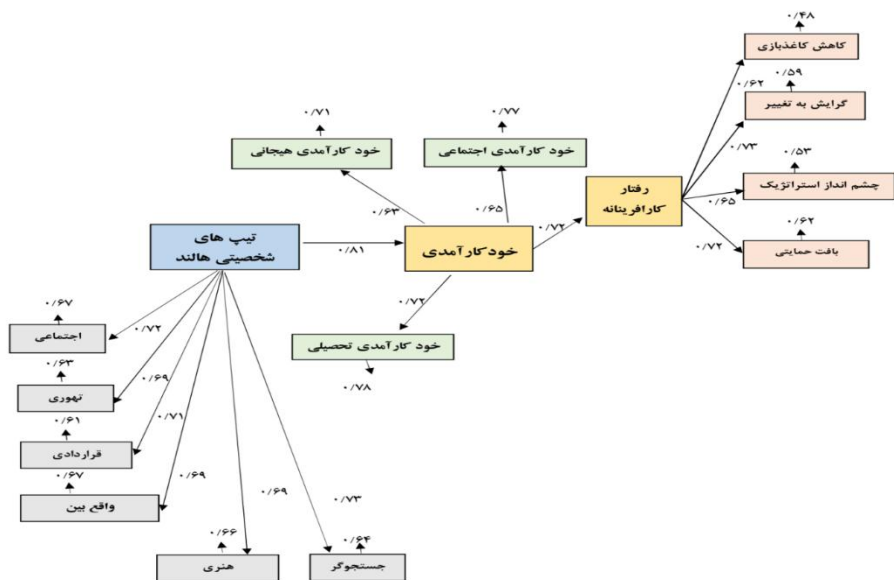 ۰/۴۸
کاهش کاغذبازی
۰/۶۲
۰/۵۹
گرایش به تغییر
۰/۷۳
۰/۵۳
چشم انداز استراتژیک
۰/۶۵
۰/۶۲
بافت حمایتی
۰/۷۲
رفتار
کارافرینانه
۰/۷۲
۰/۷۷
خود کارآمدی اجتماعی
۰/۶۵
۰/۷۱
خود کارآمدی هیجانی
۰/۶۳
خودکارآمدی
۰/۸۱
تیپ های
شخصیتی هالند
۰/۷۲
خود کارآمدی تحصیلی
۰/۷۸
۰/۶۷
اجتماعی
۰/۷۲
۰/۶۳
تهوری
۰/۶۹
۰/۶۱
قراردادی
۰/۷۱
۰/۶۷
واقع بین
۰/۶۹
۰/۶۶
هنری
۰/۶۹
۰/۶۴
جستجوگر
۰/۷۳